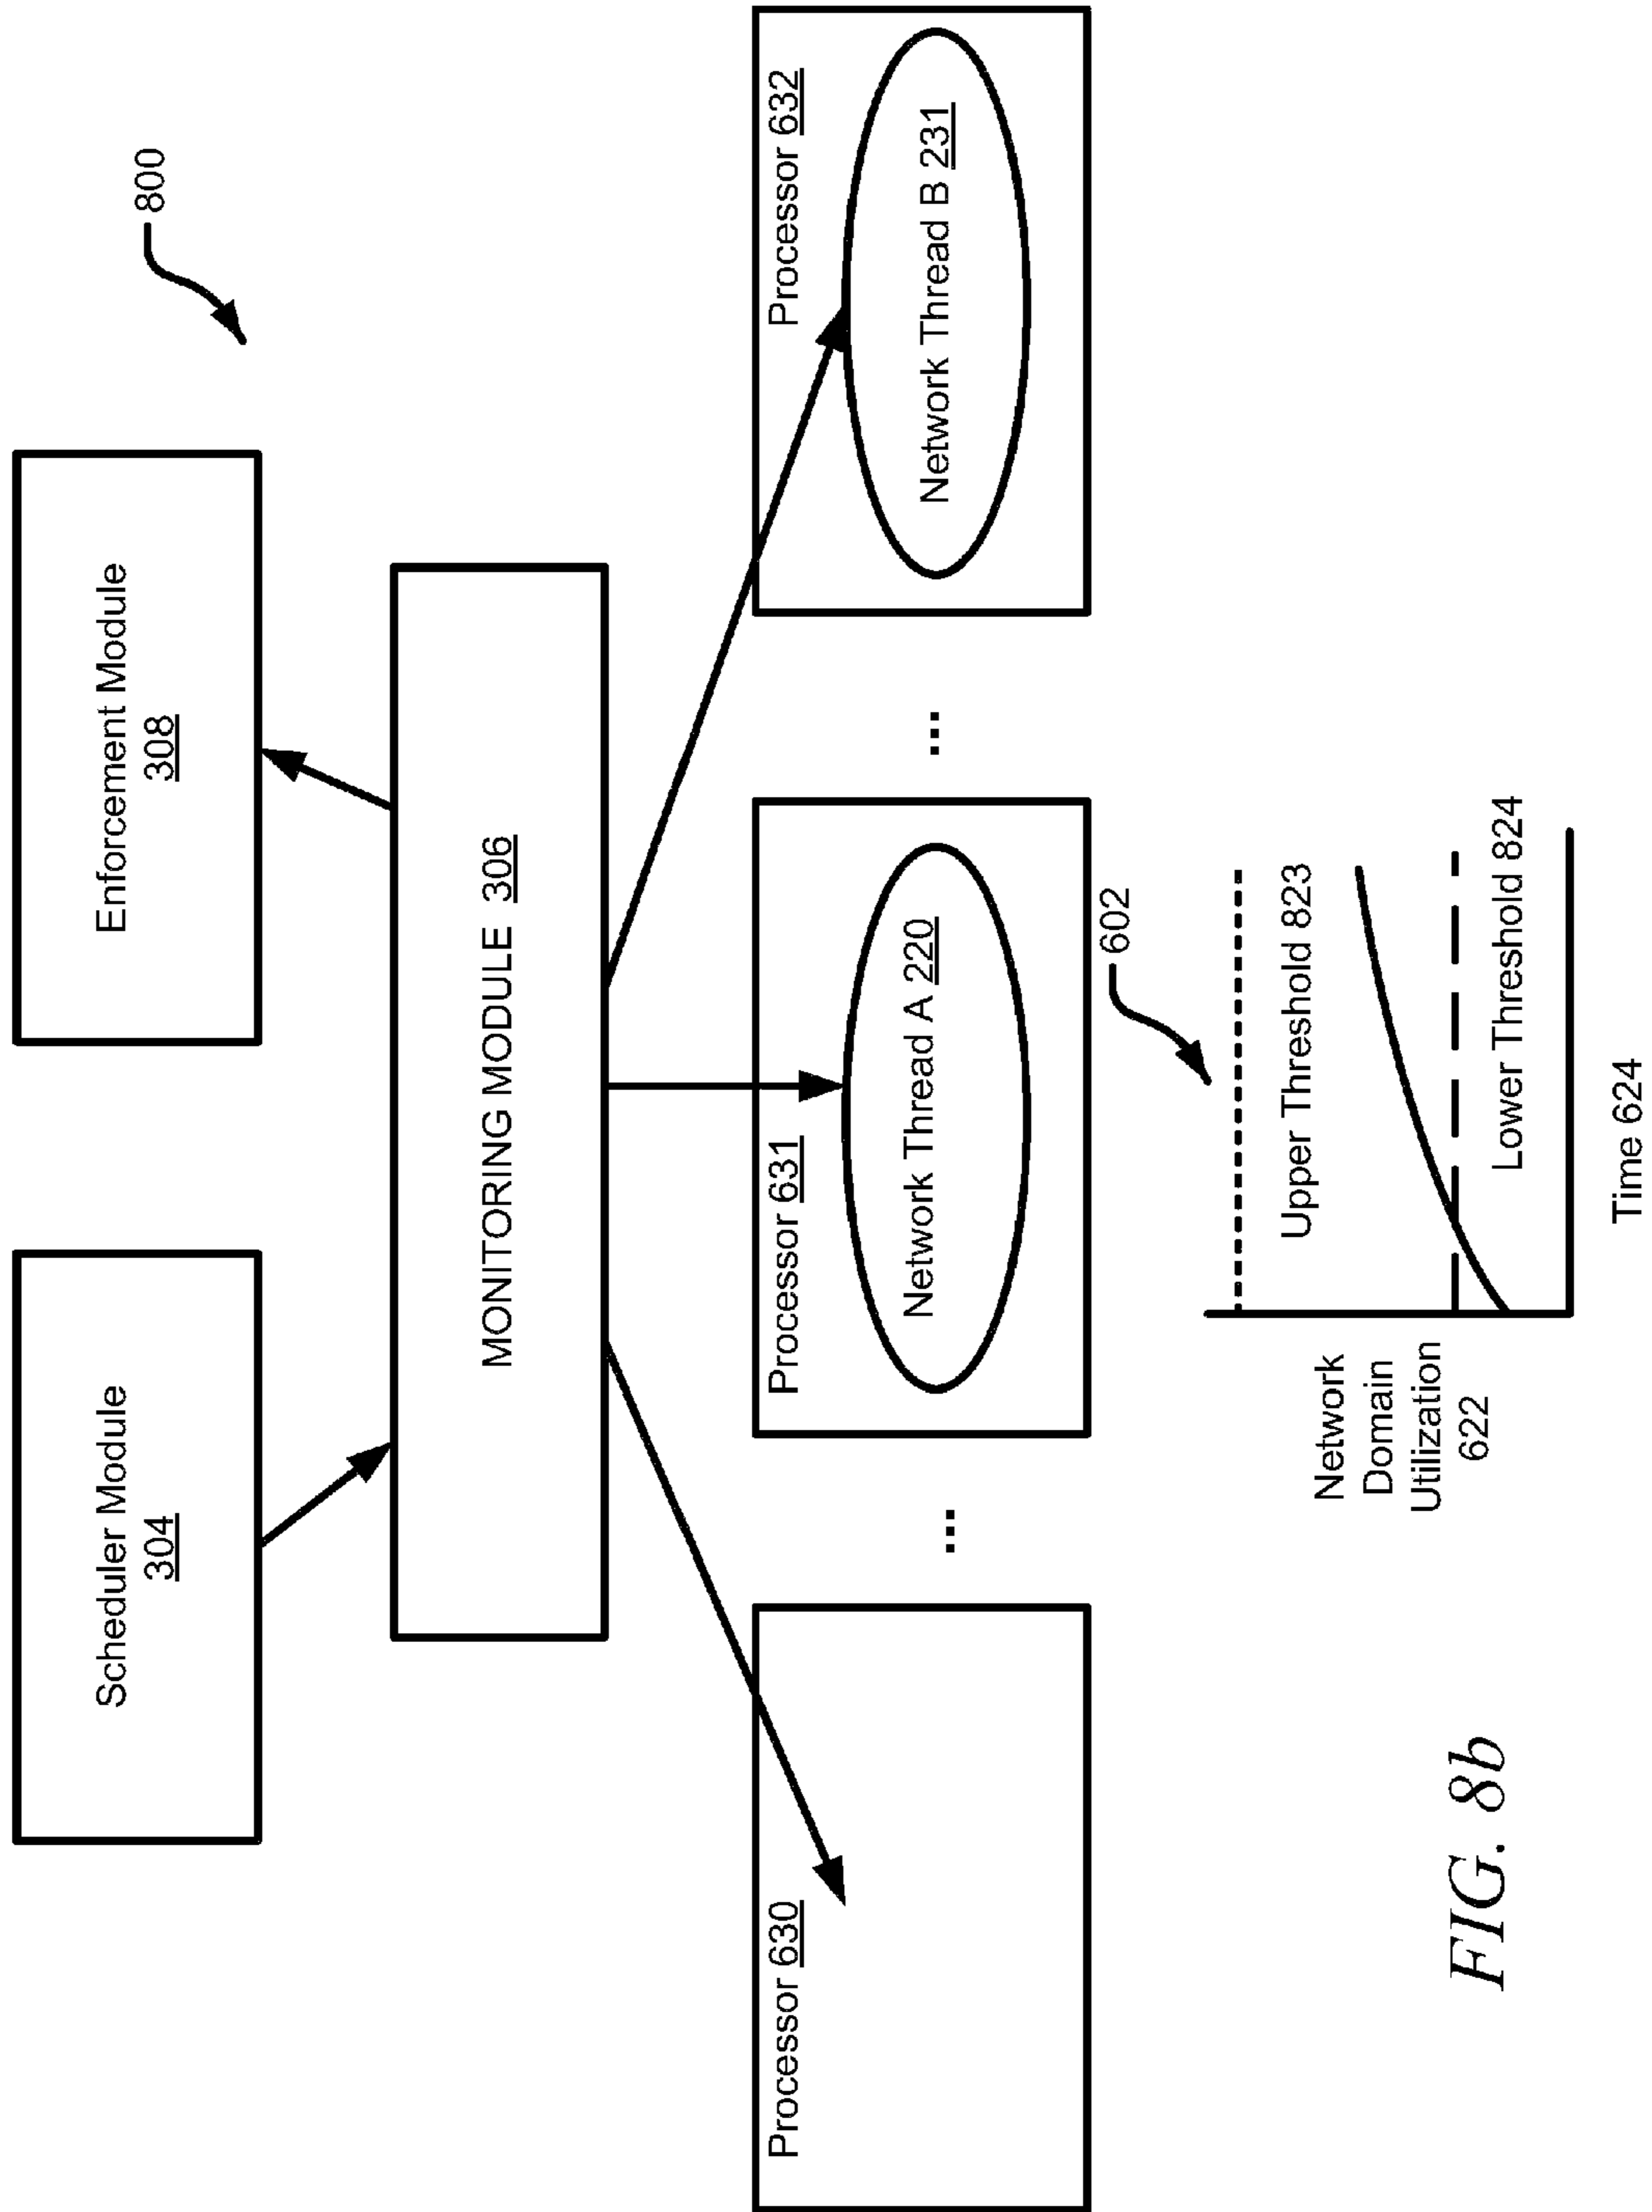 800
Scheduler Module
304
Enforcement Module
308
MONITORING MODULE 306
Processor 630
...
Processor 631
Network Thread A 220
...
Processor 632
Network Thread B 231
602
Network
Domain
Utilization
622
Upper Threshold 823
Lower Threshold 824
Time 624
FIG. 8b